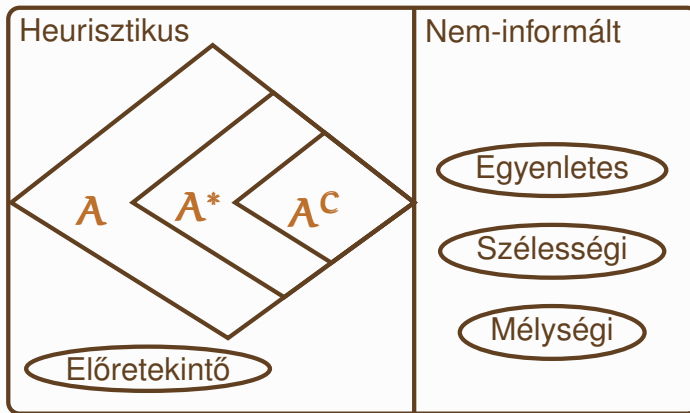 Heurisztikus
Nem-informált
A
A*
A^C
Egyenletes
Szélességi
Mélységi
Előretekintő